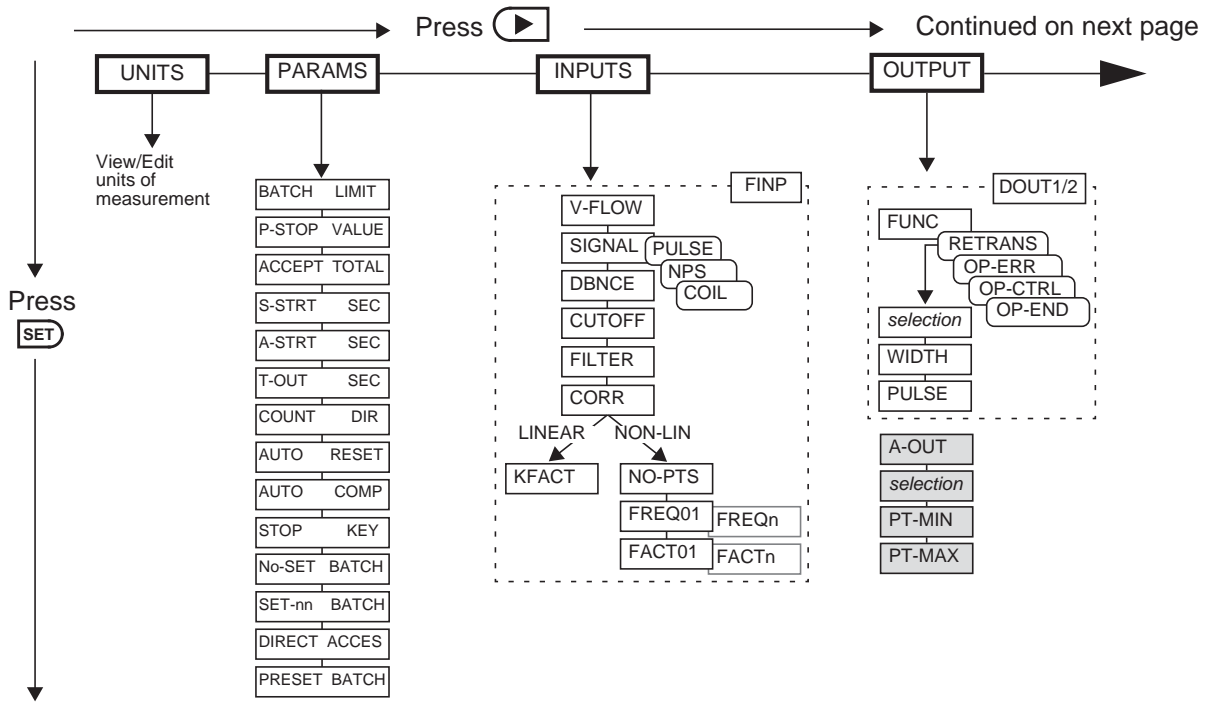 Press
Continued on next page
UNITS
PARAMS
INPUTS
OUTPUT
Press
SET
View/Edit
units of
measurement
BATCH LIMIT
P-STOP VALUE
ACCEPT TOTAL
S-STRT SEC
A-STRT SEC
T-OUT SEC
COUNT DIR
AUTO RESET
AUTO COMP
STOP KEY
No-SET BATCH
SET-nn BATCH
DIRECT ACCES
PRESET BATCH
FINP
V-FLOW
SIGNAL
PULSE
NPS
COIL
DBNCE
CUTOFF
FILTER
CORR
LINEAR
NON-LIN
KFACT
NO-PTS
FREQ01
FREQn
FACT01
FACTn
DOUT1/2
FUNC
RETRANS
OP-ERR
OP-CTRL
OP-END
selection
WIDTH
PULSE
A-OUT
selection
PT-MIN
PT-MAX